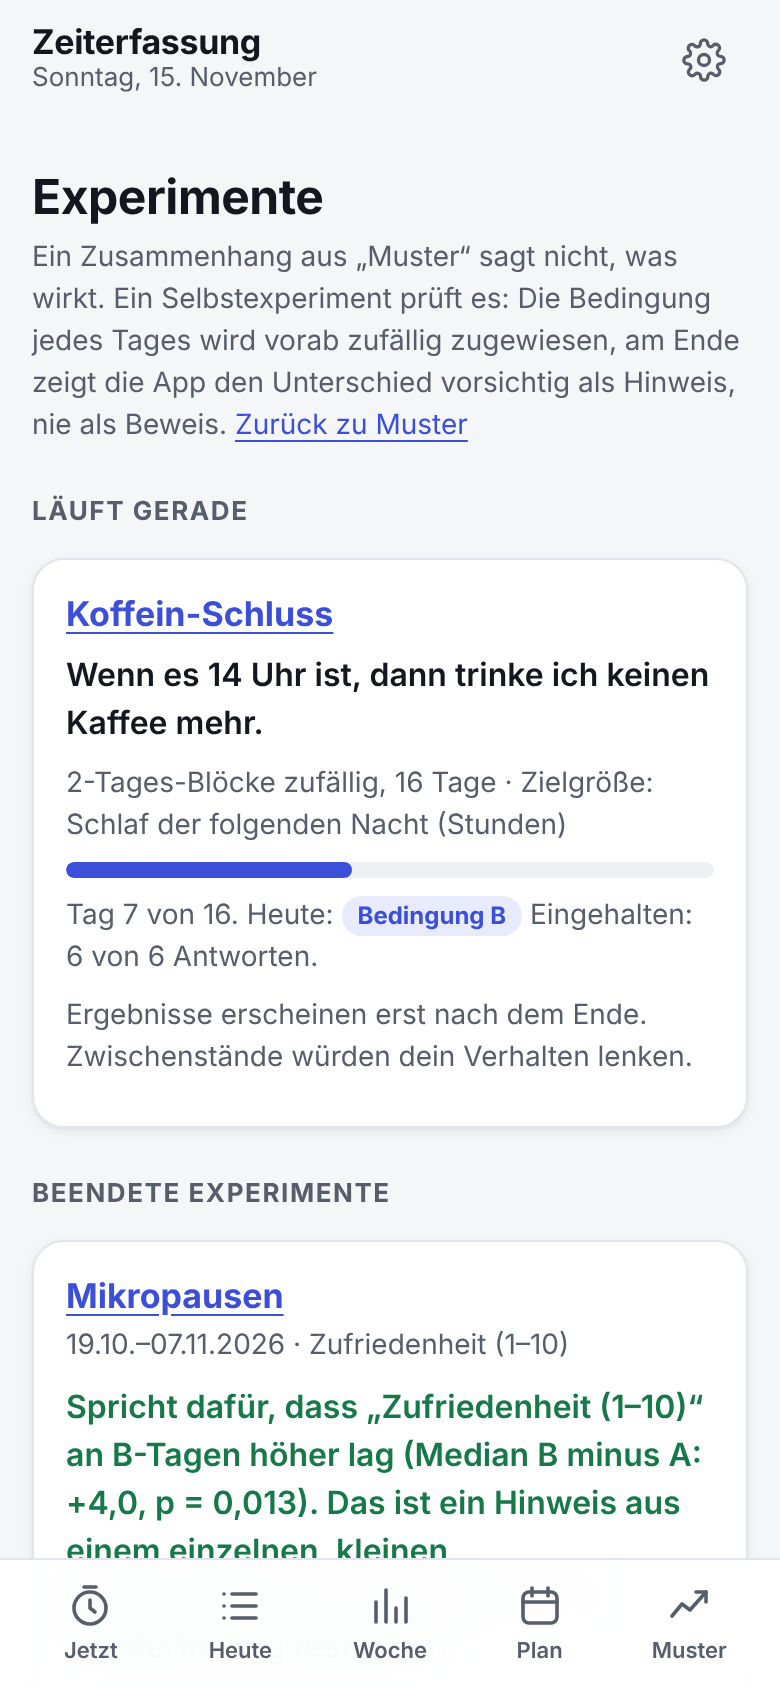 Zeiterfassung
Sonntag, 15. November
Experimente
Ein Zusammenhang aus „Muster“ sagt nicht, was
wirkt. Ein Selbstexperiment prüft es: Die Bedingung
jedes Tages wird vorab zufällig zugewiesen, am Ende
zeigt die App den Unterschied vorsichtig als Hinweis,
nie als Beweis. Zurück zu Muster
LÄUFT GERADE
Koffein-Schluss
Wenn es 14 Uhr ist, dann trinke ich keinen
Kaffee mehr.
2-Tages-Blöcke zufällig, 16 Tage · Zielgröße:
Schlaf der folgenden Nacht (Stunden)
Tag 7 von 16. Heute: Bedingung B Eingehalten:
6 von 6 Antworten.
Ergebnisse erscheinen erst nach dem Ende.
Zwischenstände würden dein Verhalten lenken.
BEENDETE EXPERIMENTE
Mikropausen
19.10.–07.11.2026 · Zufriedenheit (1–10)
Spricht dafür, dass „Zufriedenheit (1–10)“
an B-Tagen höher lag (Median B minus A:
+4,0, p = 0,013). Das ist ein Hinweis aus
einem einzelnen, kleinen
Jetzt Heute Woche Plan Muster